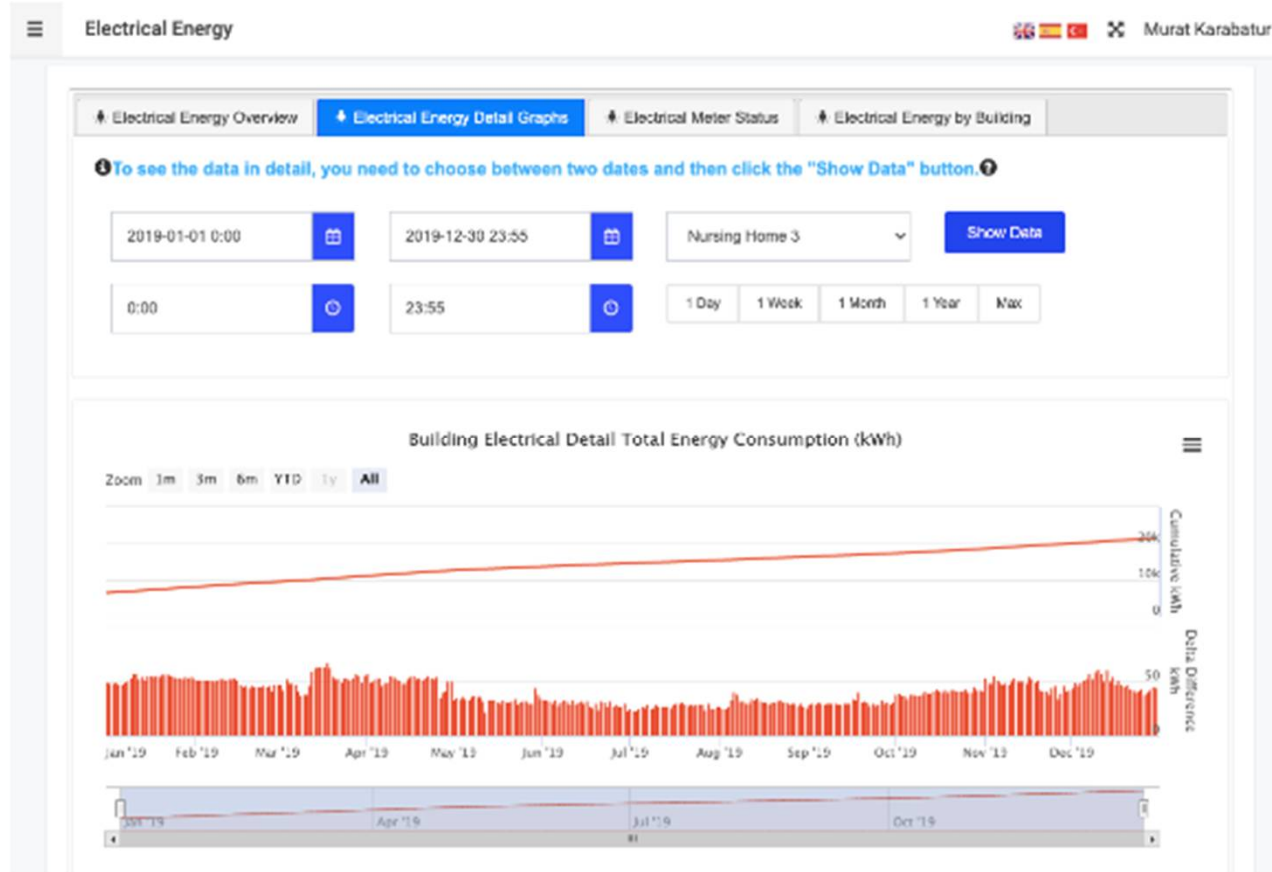 Electrical Energy
Murat Karabatur
Electrical Energy Overview
Electrical Energy Detail Graphs
Electrical Meter Status
Electrical Energy by Building
To see the data in detail, you need to choose between two dates and then click the "Show Data" button.
2019-01-01 0:00
2019-12-30 23:55
Nursing Home 3
Show Data
0:00
23:55
1 Day
1 Week
1 Month
1 Year
Max
Building Electrical Detail Total Energy Consumption (kWh)
Zoom 1m 3m 6m YTD 1y All
20k
10k
0
Cumulative kWh
50
0
Delta Difference
kWh
Jan '19 Feb '19 Mar '19 Apr '19 May '19 Jun '19 Jul '19 Aug '19 Sep '19 Oct '19 Nov '19 Dec '19
Jan '19 Apr '19 Jul '19 Oct '19